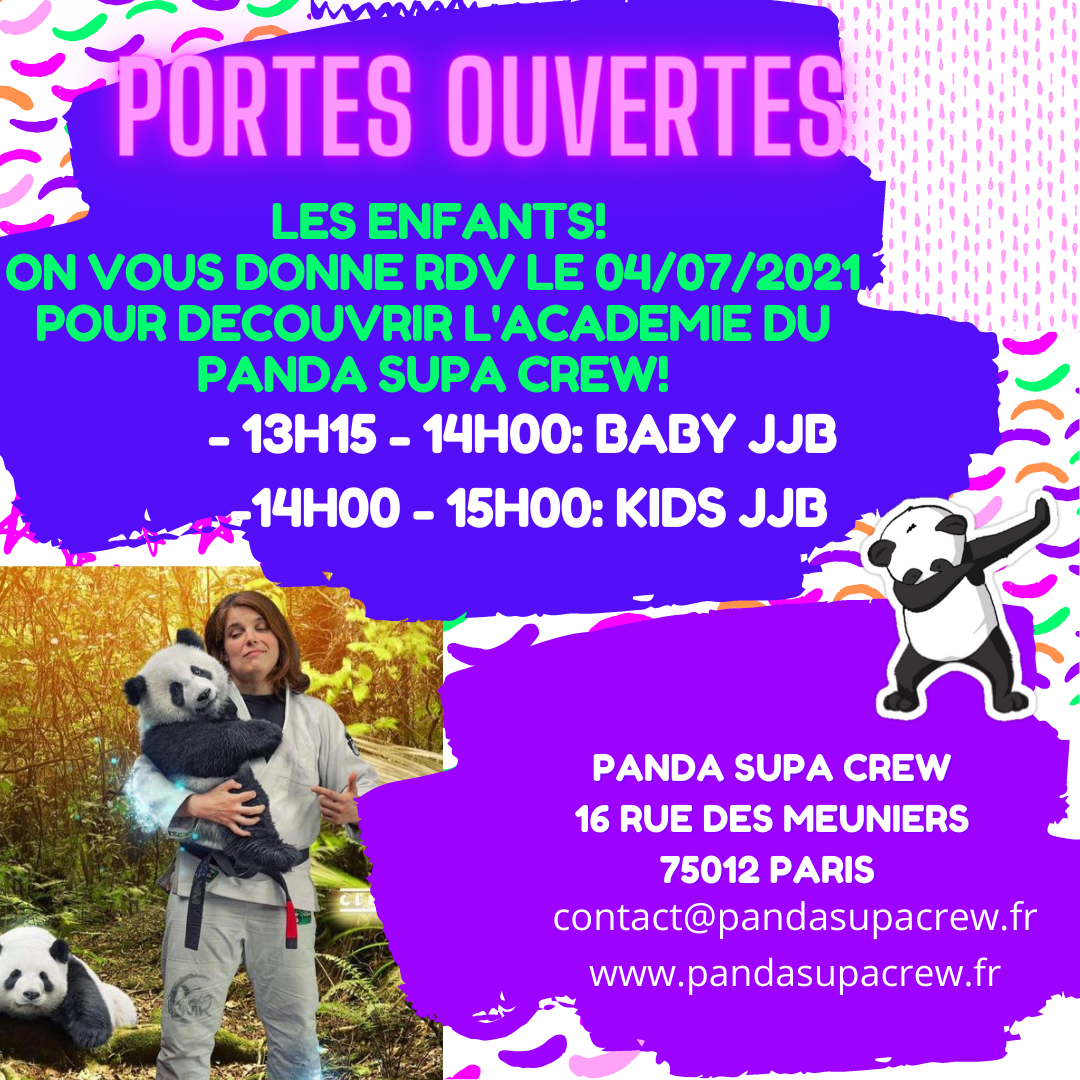 PORTES OUVERTES
LES ENFANTS!
ON VOUS DONNE RDV LE 04/07/2021
POUR DECOUVRIR L'ACADEMIE DU
PANDA SUPA CREW!
- 13H15 - 14H00: BABY JJB
-14H00 - 15H00: KIDS JJB
PANDA SUPA CREW
16 RUE DES MEUNIERS
75012 PARIS
contact@pandasupacrew.fr
www.pandasupacrew.fr